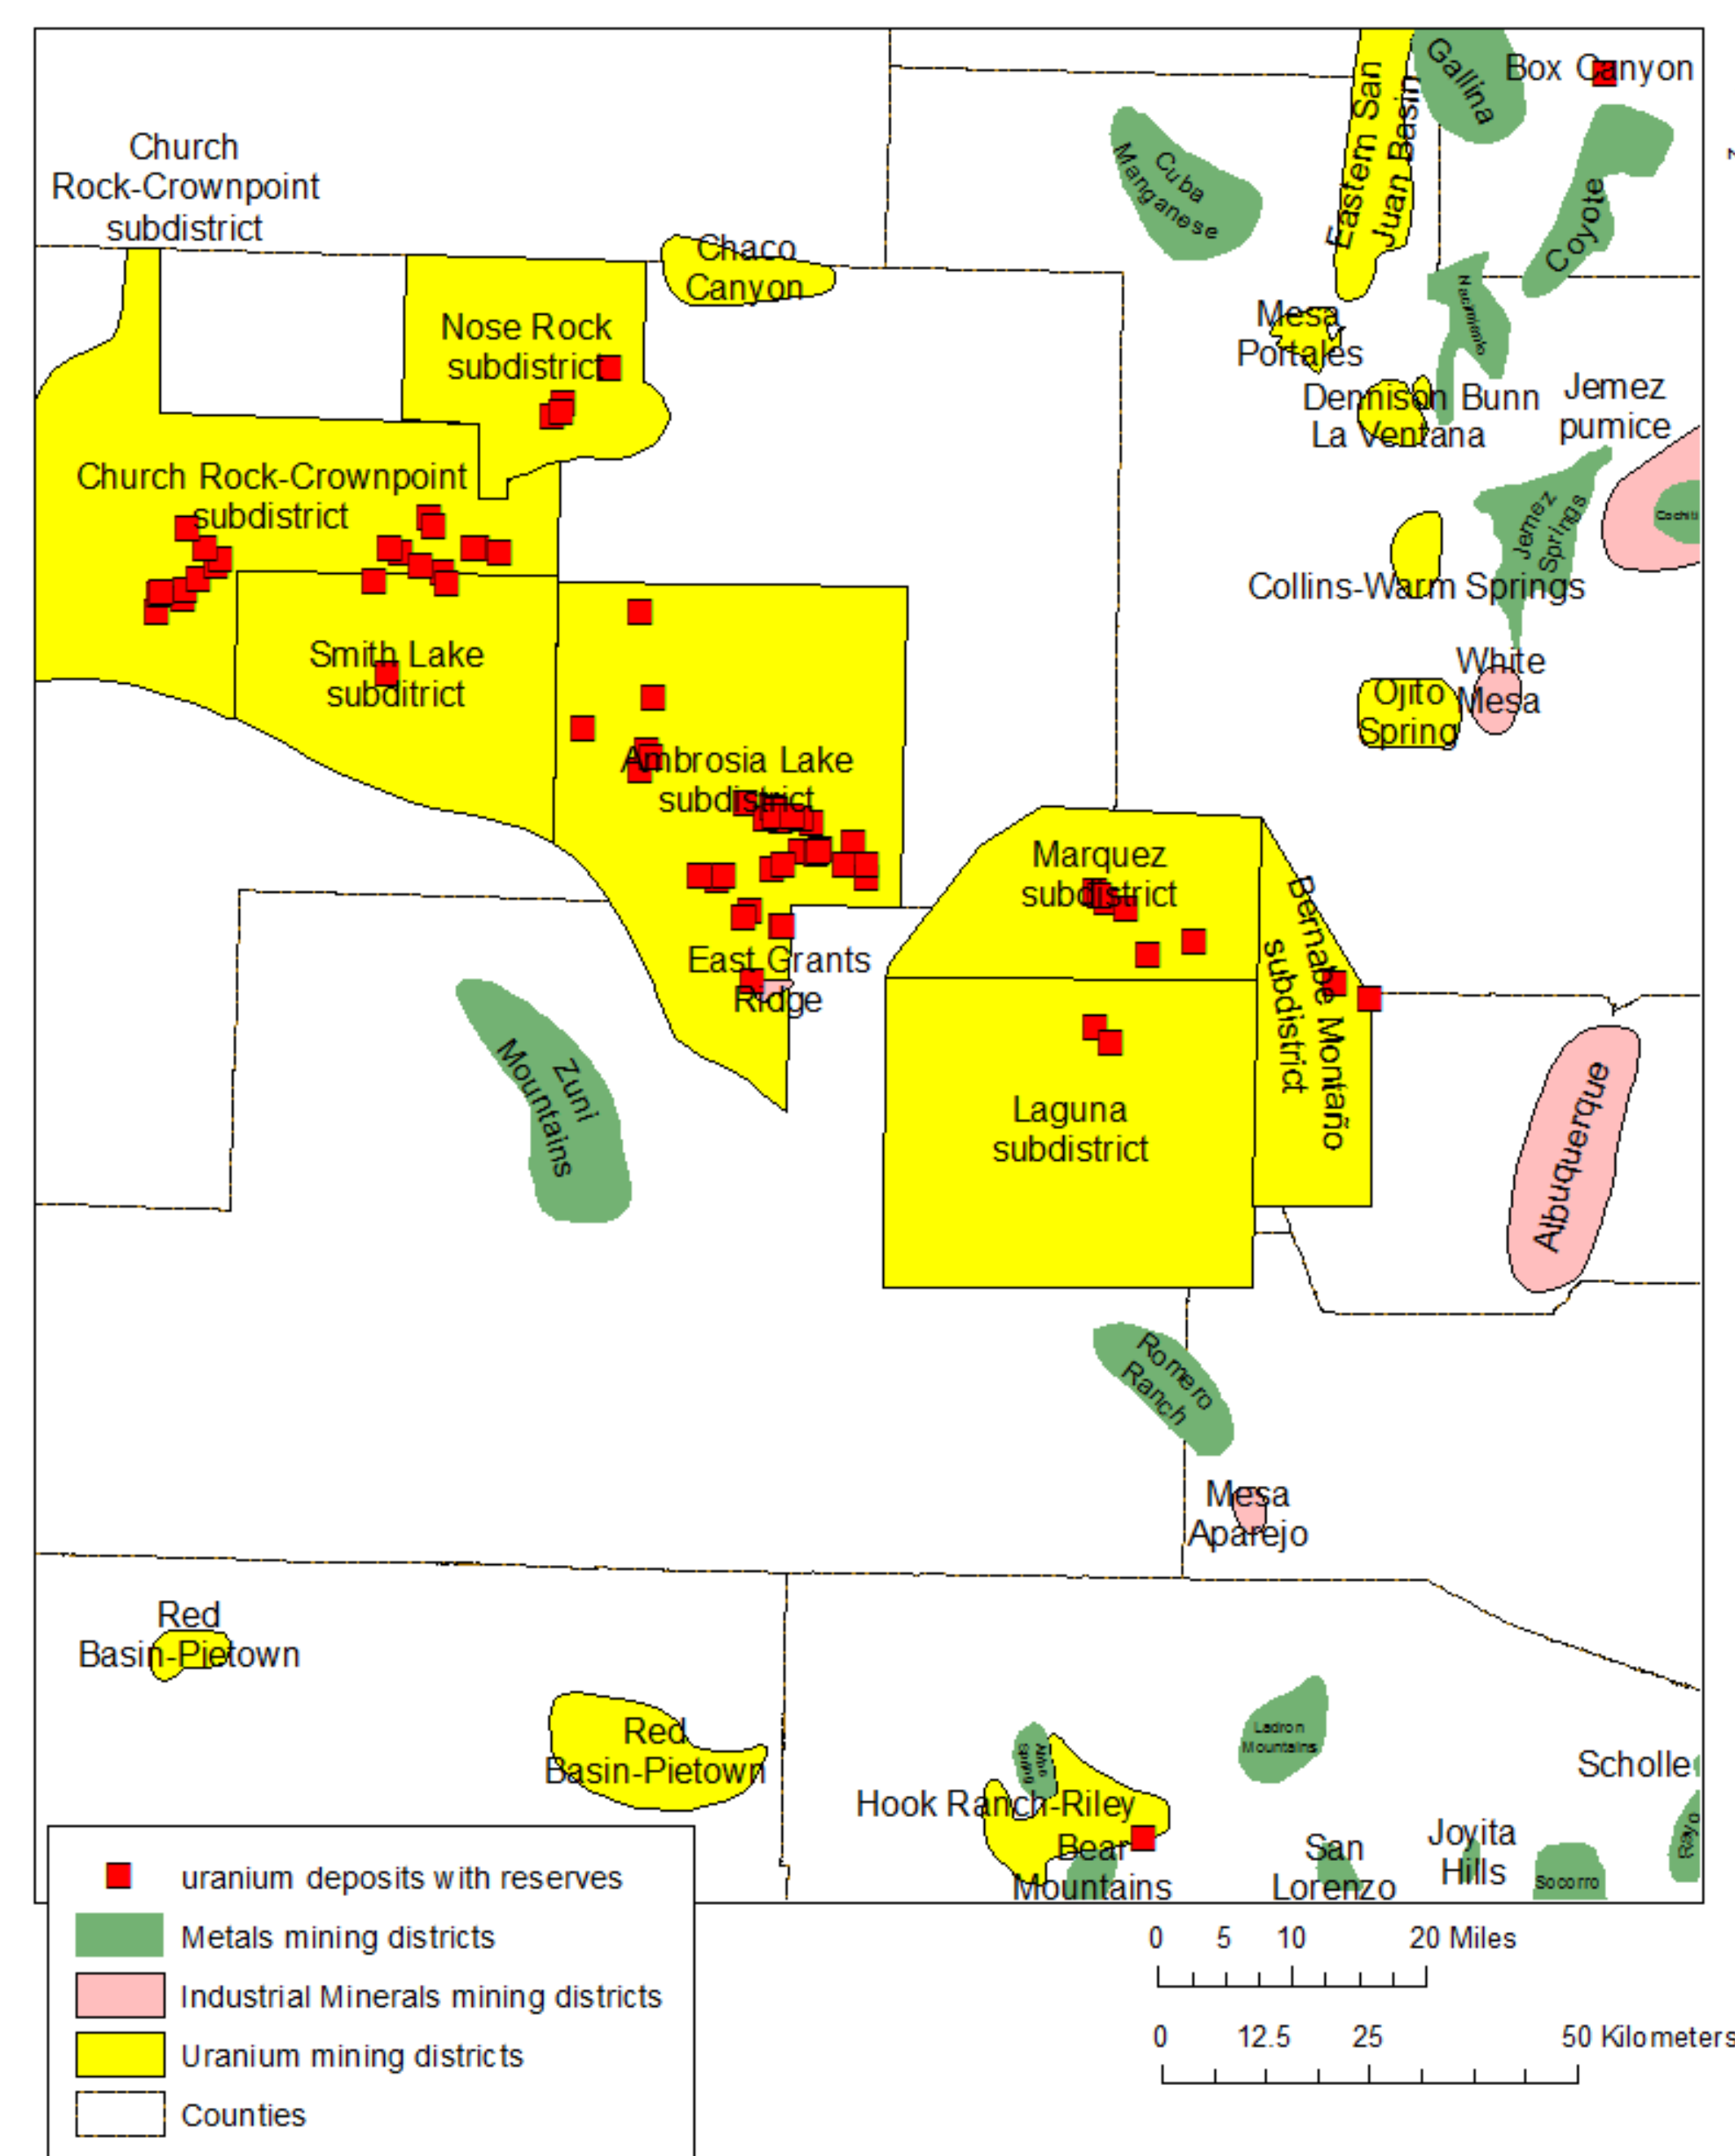 Gallina
Box Canyon
Eastern San
Juan Basin
Cuba
Manganese
Coyote
Church
Rock-Crownpoint
subdistrict
Chaco
Canyon
Nose Rock
subdistrict
Nacimiento
Mesa
Portales
Dennison Bunn
La Ventana
Jemez
pumice
Church Rock-Crownpoint
subdistrict
Jemez
Springs
Cochiti
Collins-Warm Springs
Smith Lake
subditrict
White
Mesa
Ojito
Spring
Ambrosia Lake
subdistrict
Marquez
subdistrict
Bernabe Montaño
subdistrict
East Grants
Ridge
Zuni
Mountains
Laguna
subdistrict
Albuquerque
Romero
Ranch
Mesa
Aparejo
Red
Basin-Pietown
Red
Basin-Pietown
Ladron
Mountains
Scholle
Hook Ranch-Riley
Rayo
Bear
Mountains
San
Lorenzo
Joyita
Hills
Socorro
uranium deposits with reserves
Metals mining districts
Industrial Minerals mining districts
Uranium mining districts
Counties
0 5 10 20 Miles
0 12.5 25 50 Kilometers